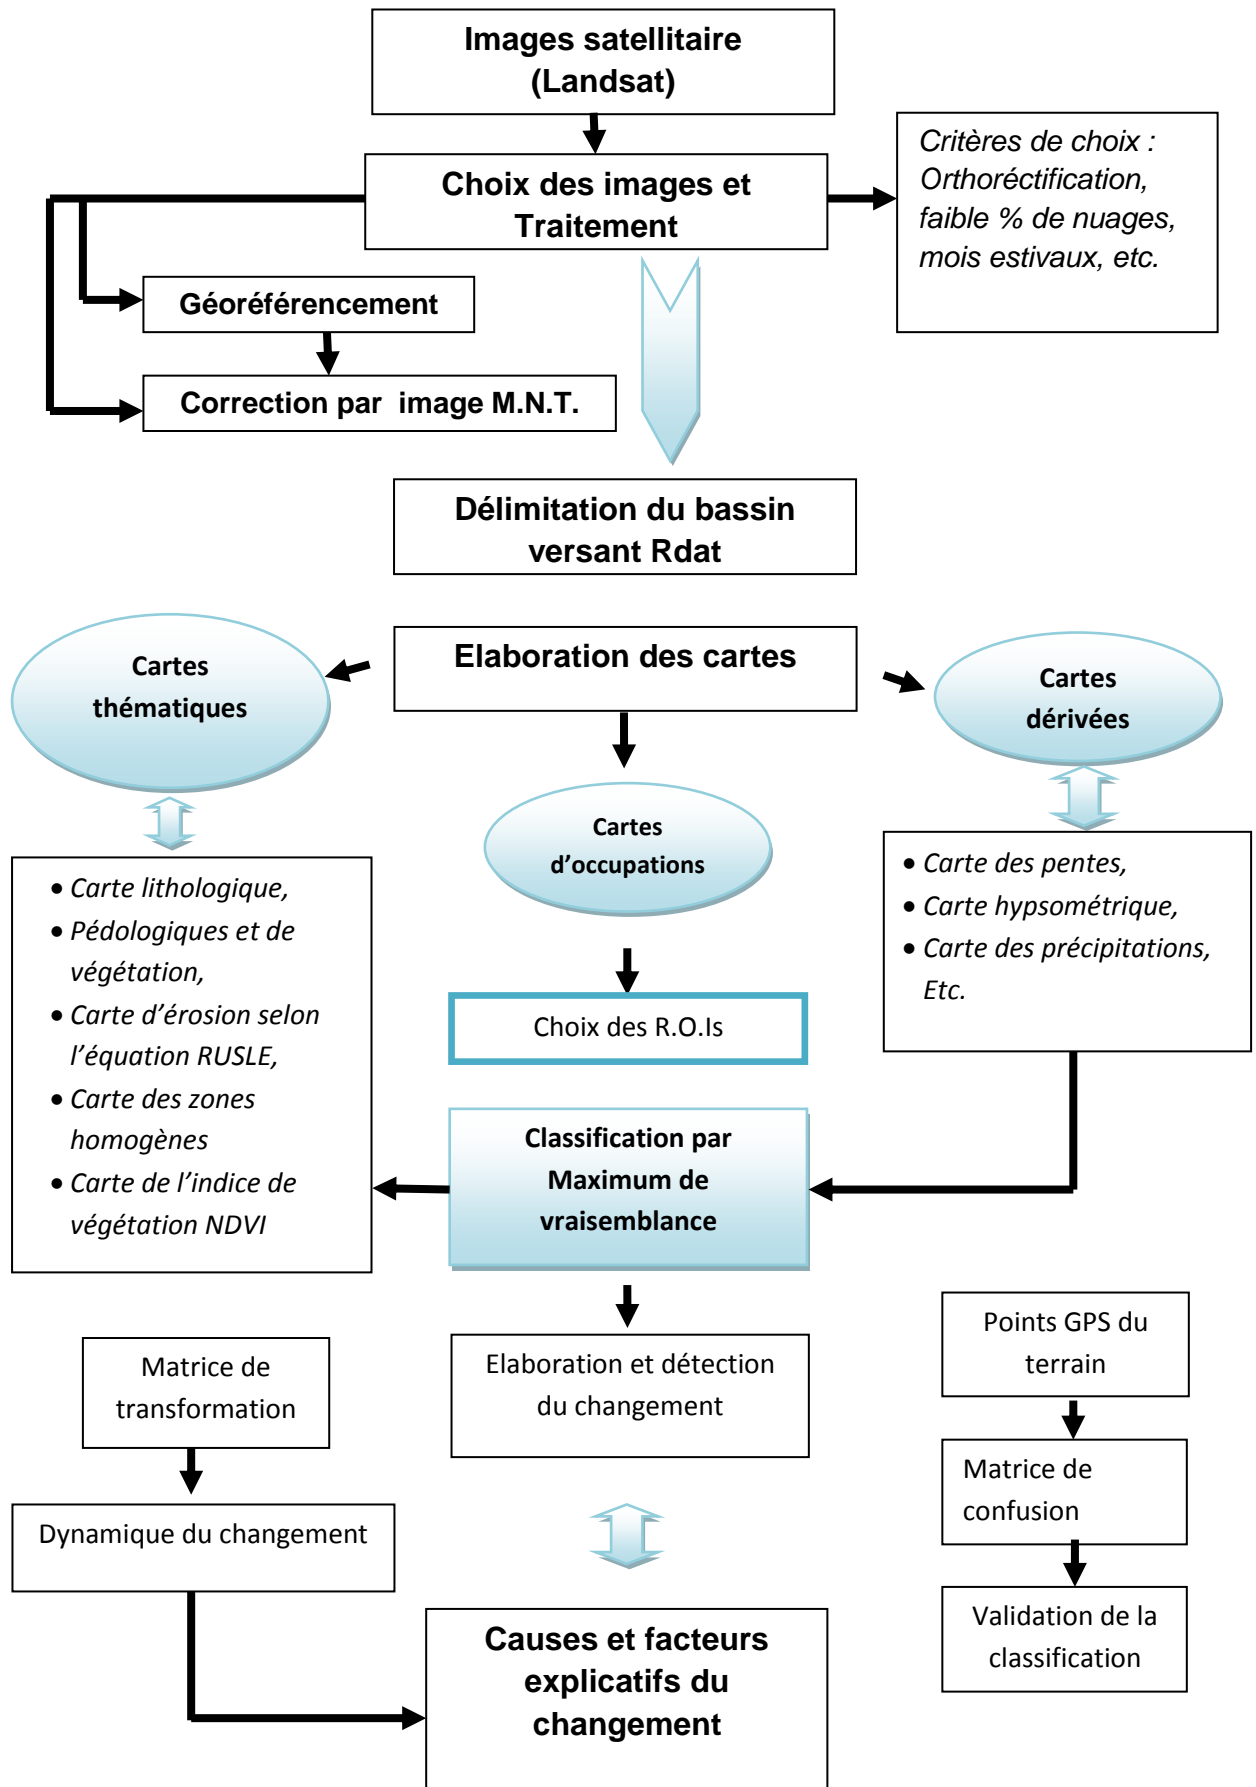 Images satellitaire
(Landsat)
Choix des images et
Traitement
Critères de choix :
Orthoréctification,
faible % de nuages,
mois estivaux, etc.
Géoréférencement
Correction par image M.N.T.
Délimitation du bassin
versant Rdat
Elaboration des cartes
Cartes
thématiques
Cartes
dérivées
Cartes
d’occupations
• Carte lithologique,
• Pédologiques et de
végétation,
• Carte d’érosion selon
l’équation RUSLE,
• Carte des zones
homogènes
• Carte de l’indice de
végétation NDVI
• Carte des pentes,
• Carte hypsométrique,
• Carte des précipitations,
Etc.
Choix des R.O.Is
Classification par
Maximum de
vraisemblance
Matrice de
transformation
Elaboration et détection
du changement
Points GPS du
terrain
Matrice de
confusion
Dynamique du changement
Validation de la
classification
Causes et facteurs
explicatifs du
changement